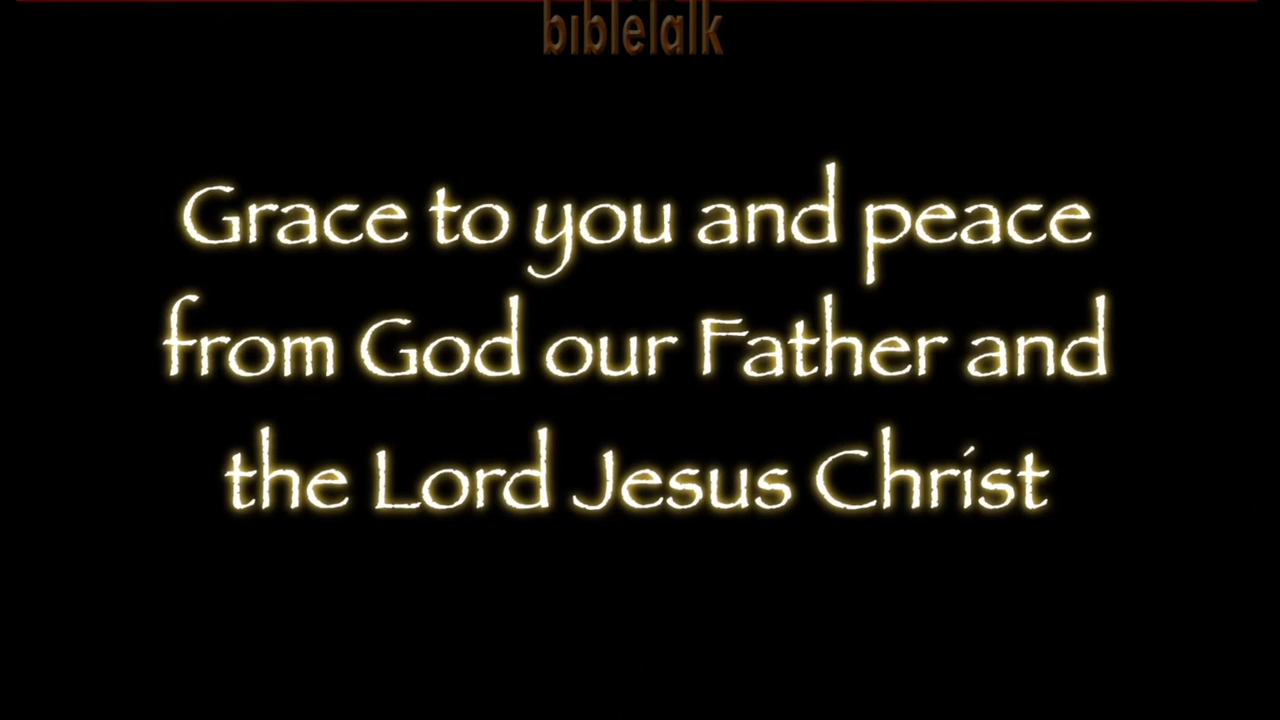 bibleTalk
Grace to you and peace
from God our Father and
the Lord Jesus Christ